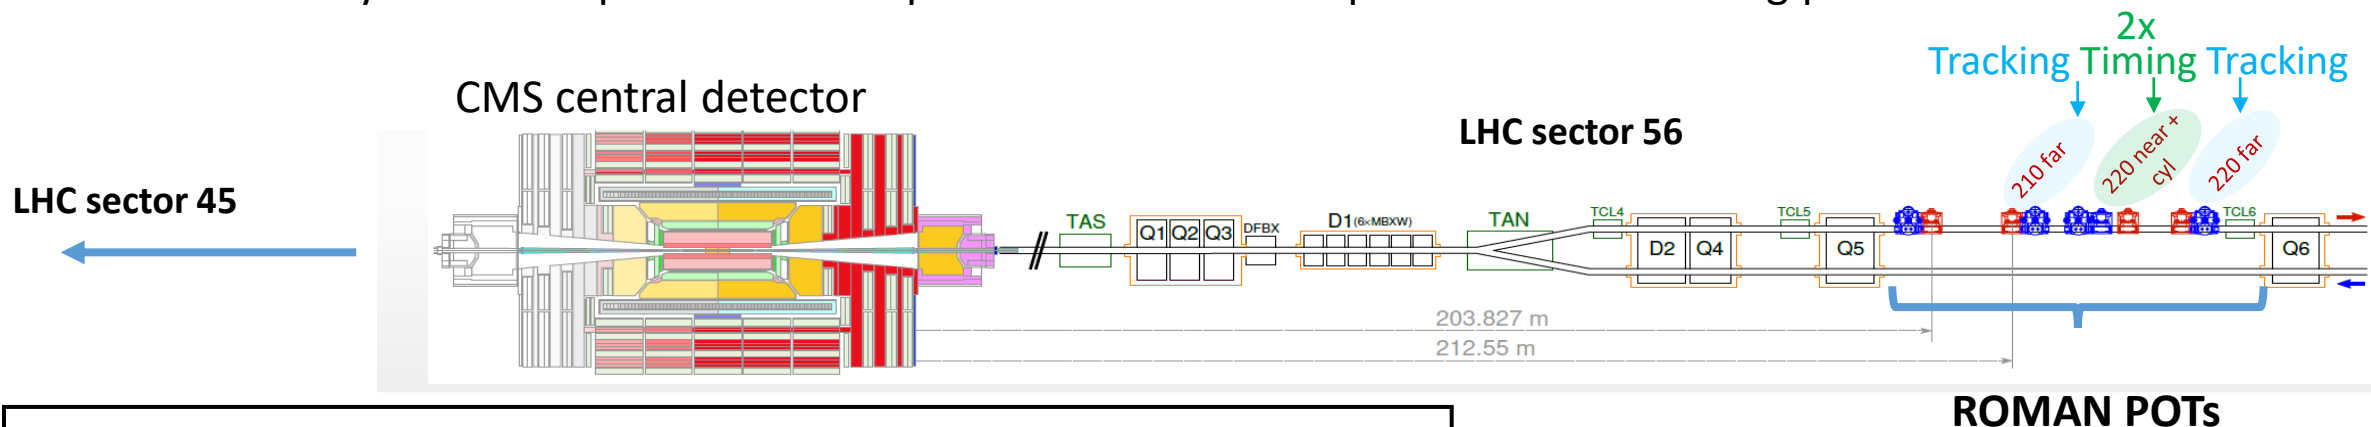 2x
Tracking Timing Tracking
CMS central detector
LHC sector 56
210 far
220 near +
cyl
220 far
LHC sector 45
TAS
Q1 Q2 Q3
DFBX
D1(6×MBXW)
TAN
TCL4
D2 Q4
TCL5
Q5
TCL6
Q6
203.827 m
212.55 m
ROMAN POTs